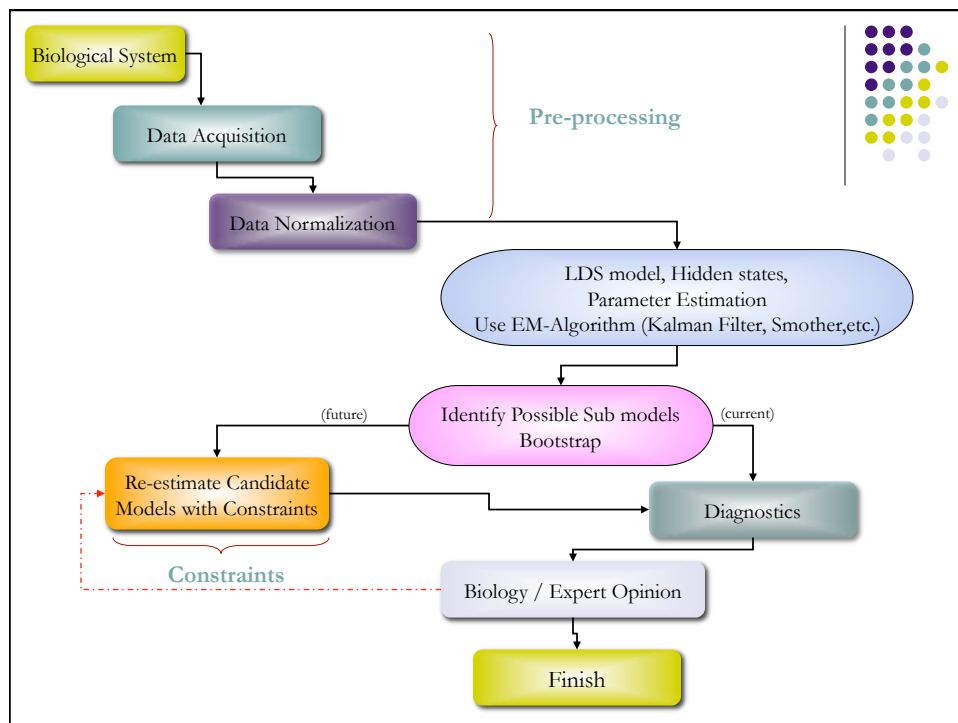 Biological System
Data Acquisition
Pre-processing
Data Normalization
LDS model, Hidden states,
Parameter Estimation
Use EM-Algorithm (Kalman Filter, Smother,etc.)
(future)
Identify Possible Sub models
Bootstrap
(current)
Re-estimate Candidate
Models with Constraints
Diagnostics
Constraints
Biology / Expert Opinion
Finish